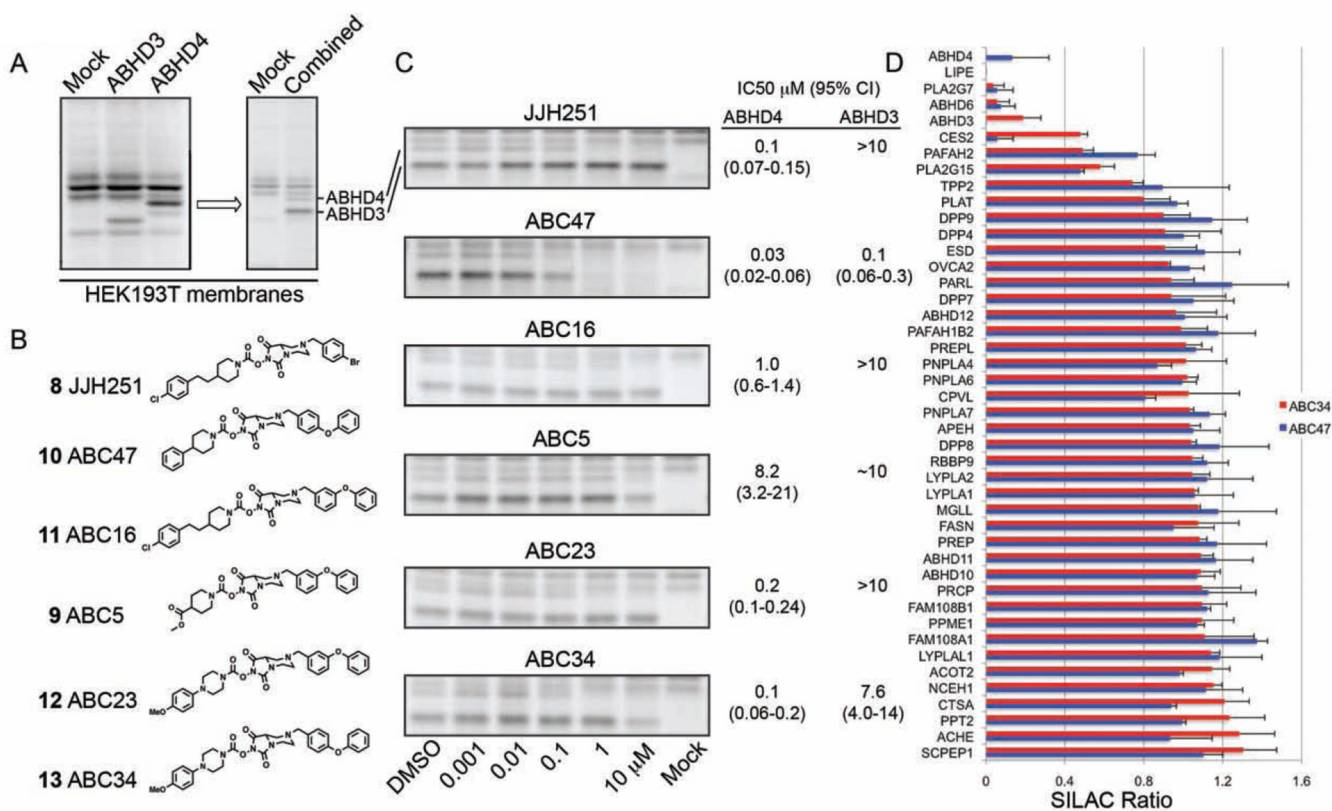 A
Mock
ABHD3
ABHD4
Mock
Combined
ABHD4
ABHD3
HEK193T membranes
B
8 JJH251
10 ABC47
11 ABC16
9 ABC5
12 ABC23
13 ABC34
C
IC50 µM (95% CI)
ABHD4 ABHD3
JJH251
0.1 >10
(0.07-0.15)
ABC47
0.03 0.1
(0.02-0.06) (0.06-0.3)
ABC16
1.0 >10
(0.6-1.4)
ABC5
8.2 ~10
(3.2-21)
ABC23
0.2 >10
(0.1-0.24)
ABC34
0.1 7.6
(0.06-0.2) (4.0-14)
DMSO 0.001 0.01 0.1 1 10 µM Mock
D
ABHD4
LIPE
PLA2G7
ABHD6
ABHD3
CES2
PAFAH2
PLA2G15
TPP2
PLAT
DPP9
DPP4
ESD
OVCA2
PARL
DPP7
ABHD12
PAFAH1B2
PREPL
PNPLA4
PNPLA6
CPVL
PNPLA7
APEH
DPP8
RBBP9
LYPLA2
LYPLA1
MGLL
FASN
PREP
ABHD11
ABHD10
PRCP
FAM108B1
PPME1
FAM108A1
LYPLAL1
ACOT2
NCEH1
CTSA
PPT2
ACHE
SCPEP1
0 0.4 0.8 1.2 1.6
SILAC Ratio
ABC34
ABC47